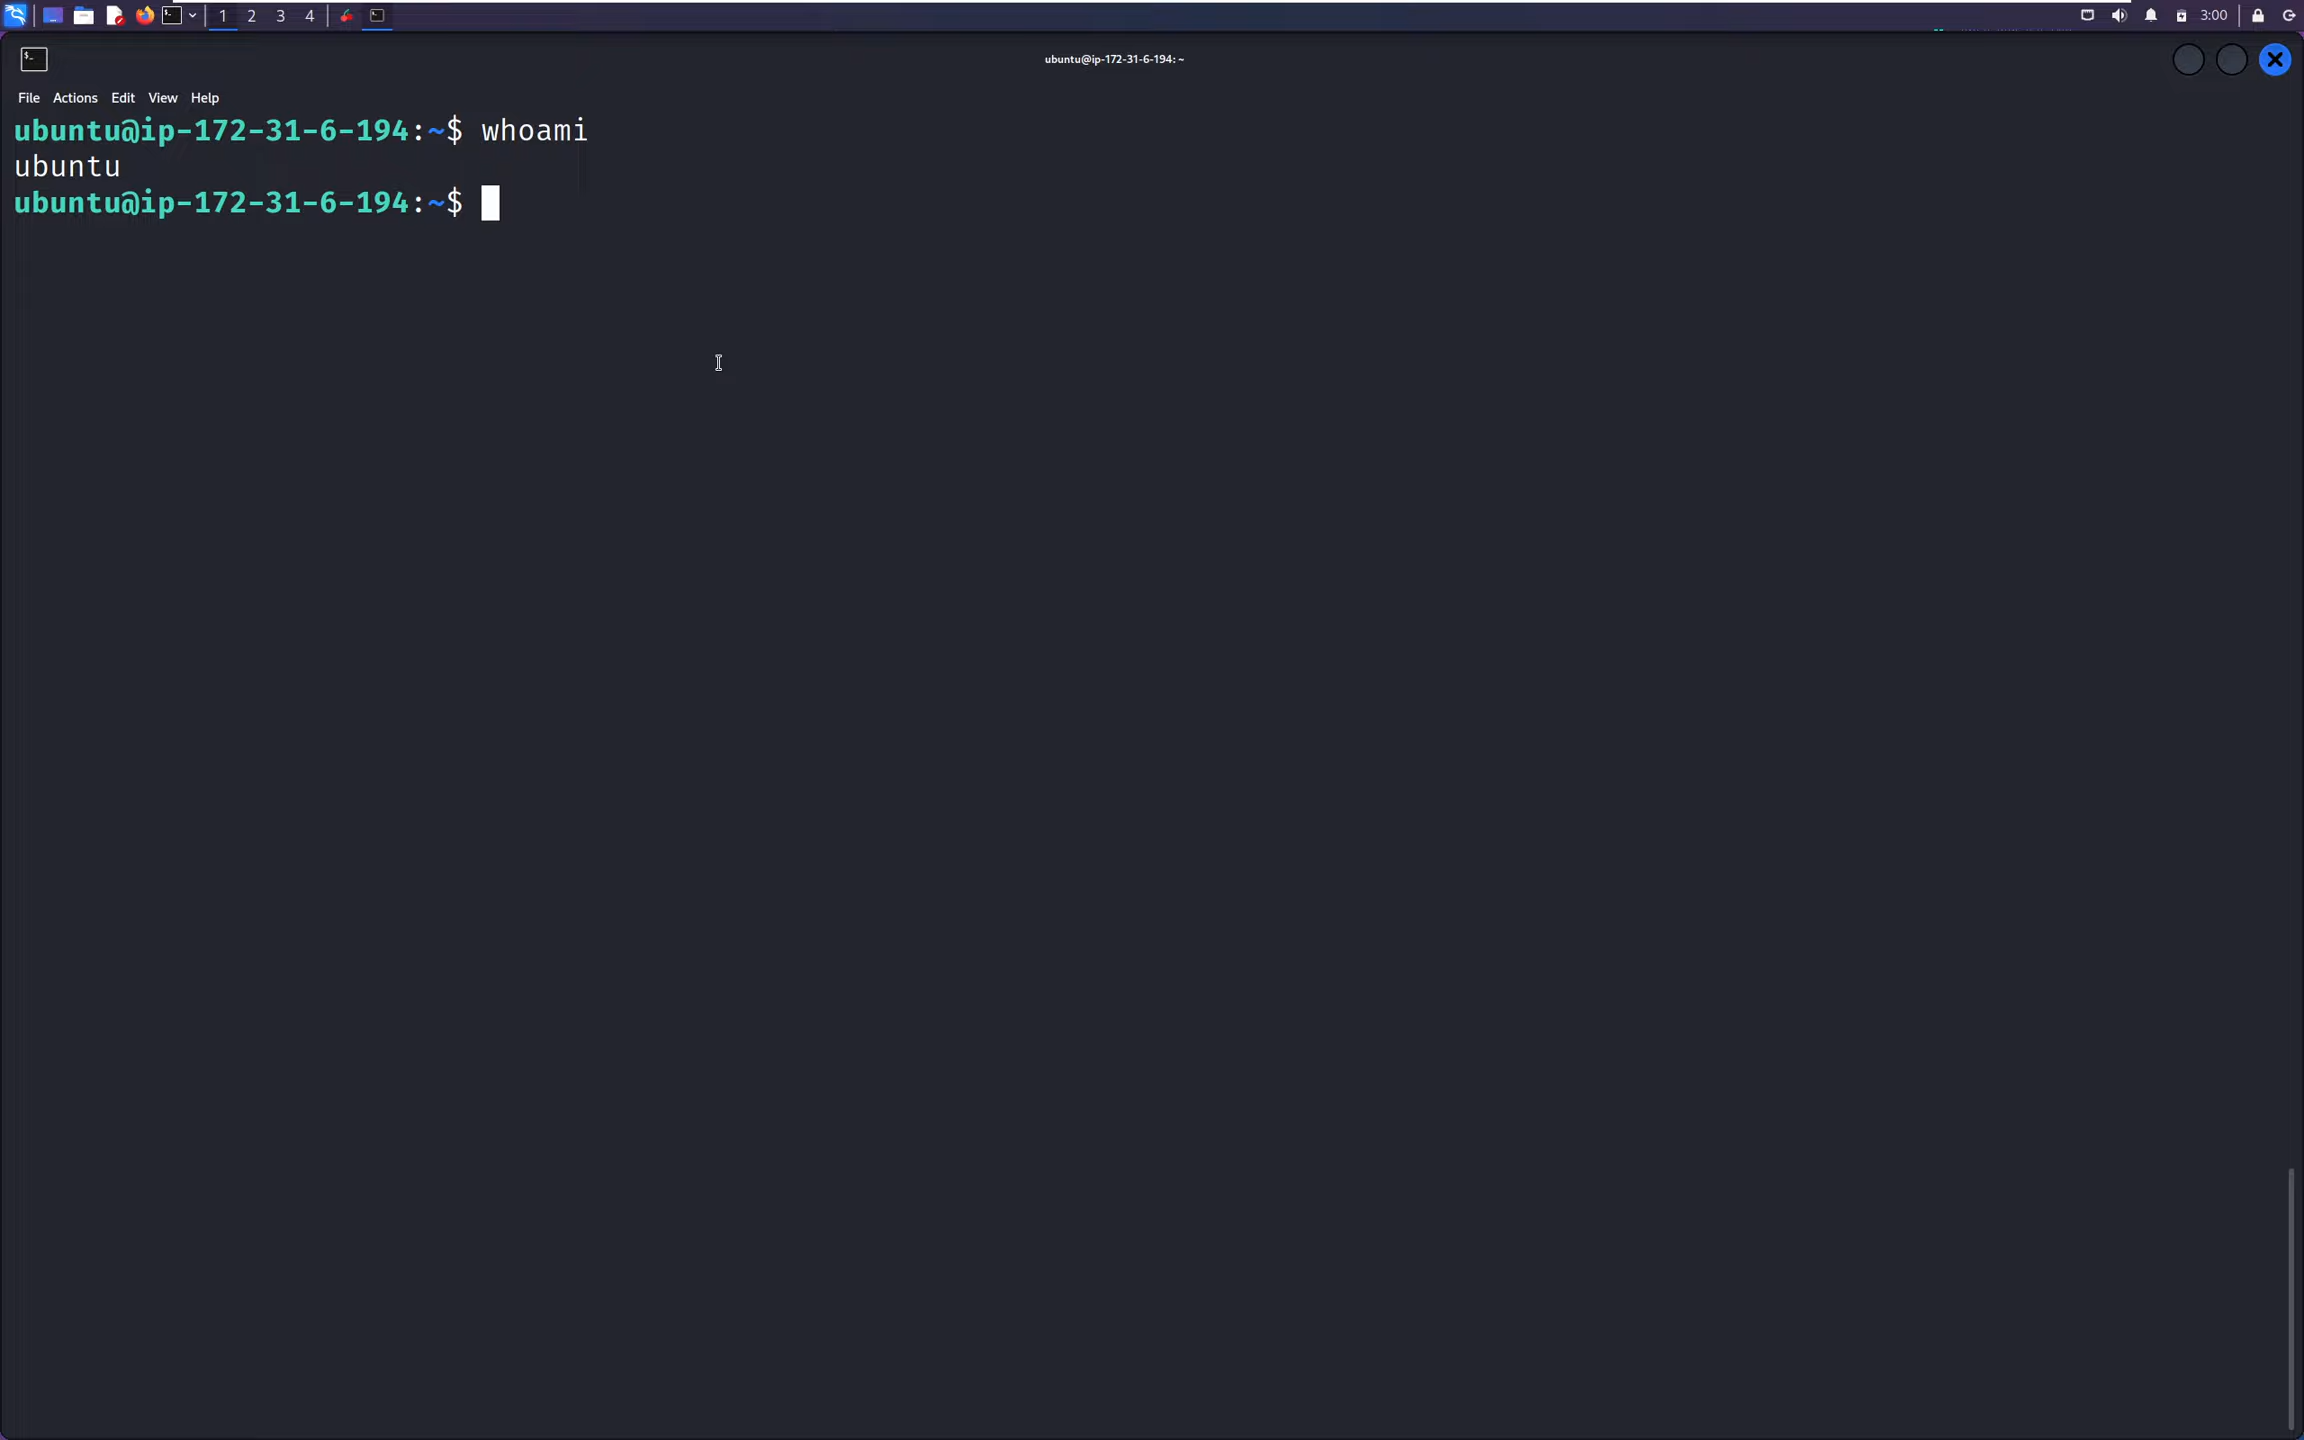 1 2 3 4 3:00
ubuntu@ip-172-31-6-194: ~
File Actions Edit View Help
ubuntu@ip-172-31-6-194:~$ whoami
ubuntu
ubuntu@ip-172-31-6-194:~$